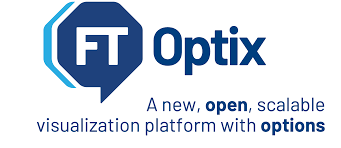 FT Optix
A new, open, scalable
visualization platform with options